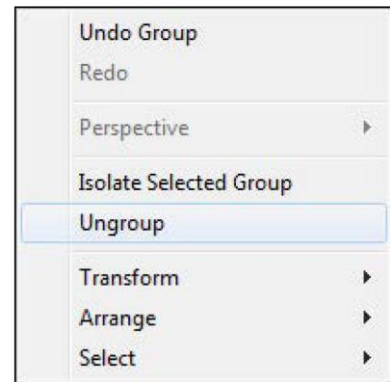 Undo Group
Redo
Perspective
Isolate Selected Group
Ungroup
Transform
Arrange
Select